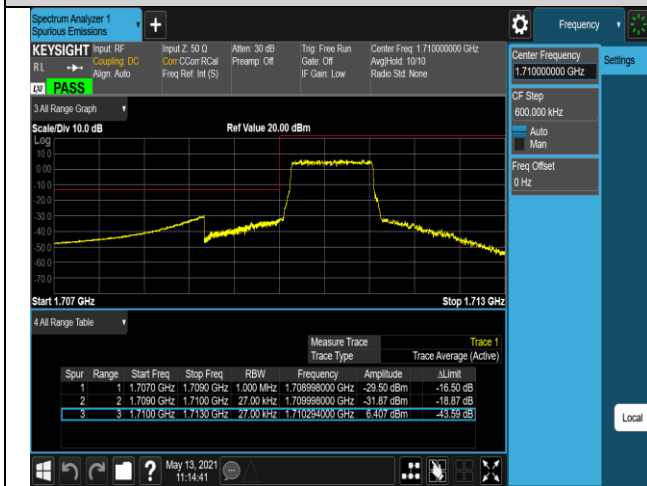 Spectrum Analyzer 1
Spurious Emissions
Frequency
KEYSIGHT Input: RF Input Z: 50 Ω Atten: 30 dB Trig: Free Run Center Freq: 1.710000000 GHz
RL Coupling: DC Corr CCorr RCal Preamp: Off Gate: Off Avg|Hold: 10/10
Align: Auto Freq Ref: Int (S) IF Gain: Low Radio Std: None
LXI PASS
Center Frequency
1.710000000 GHz
Settings
CF Step
600.000 kHz
Auto
Man
Freq Offset
0 Hz
3 All Range Graph
Scale/Div 10.0 dB Ref Value 20.00 dBm
Log
10.0
0.00
-10.0
-20.0
-30.0
-40.0
-50.0
-60.0
-70.0
Start 1.707 GHz Stop 1.713 GHz
4 All Range Table
Measure Trace Trace 1
Trace Type Trace Average (Active)
Spur Range Start Freq Stop Freq RBW Frequency Amplitude ΔLimit
1 1 1.7070 GHz 1.7090 GHz 1.000 MHz 1.708998000 GHz -29.50 dBm -16.50 dB
2 2 1.7090 GHz 1.7100 GHz 27.00 kHz 1.709998000 GHz -31.87 dBm -18.87 dB
3 3 1.7100 GHz 1.7130 GHz 27.00 kHz 1.710294000 GHz 6.407 dBm -43.59 dB
Local
May 13, 2021
11:14:41